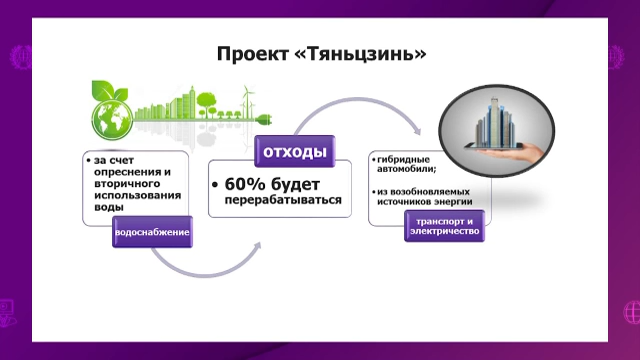 Проект «Тяньцзинь»
• за счет
опреснения и
вторичного
использования
воды
водоснабжение
отходы
• 60% будет
перерабатываться
• гибридные
автомобили;
• из возобновляемых
источников энергии
транспорт и
электричество